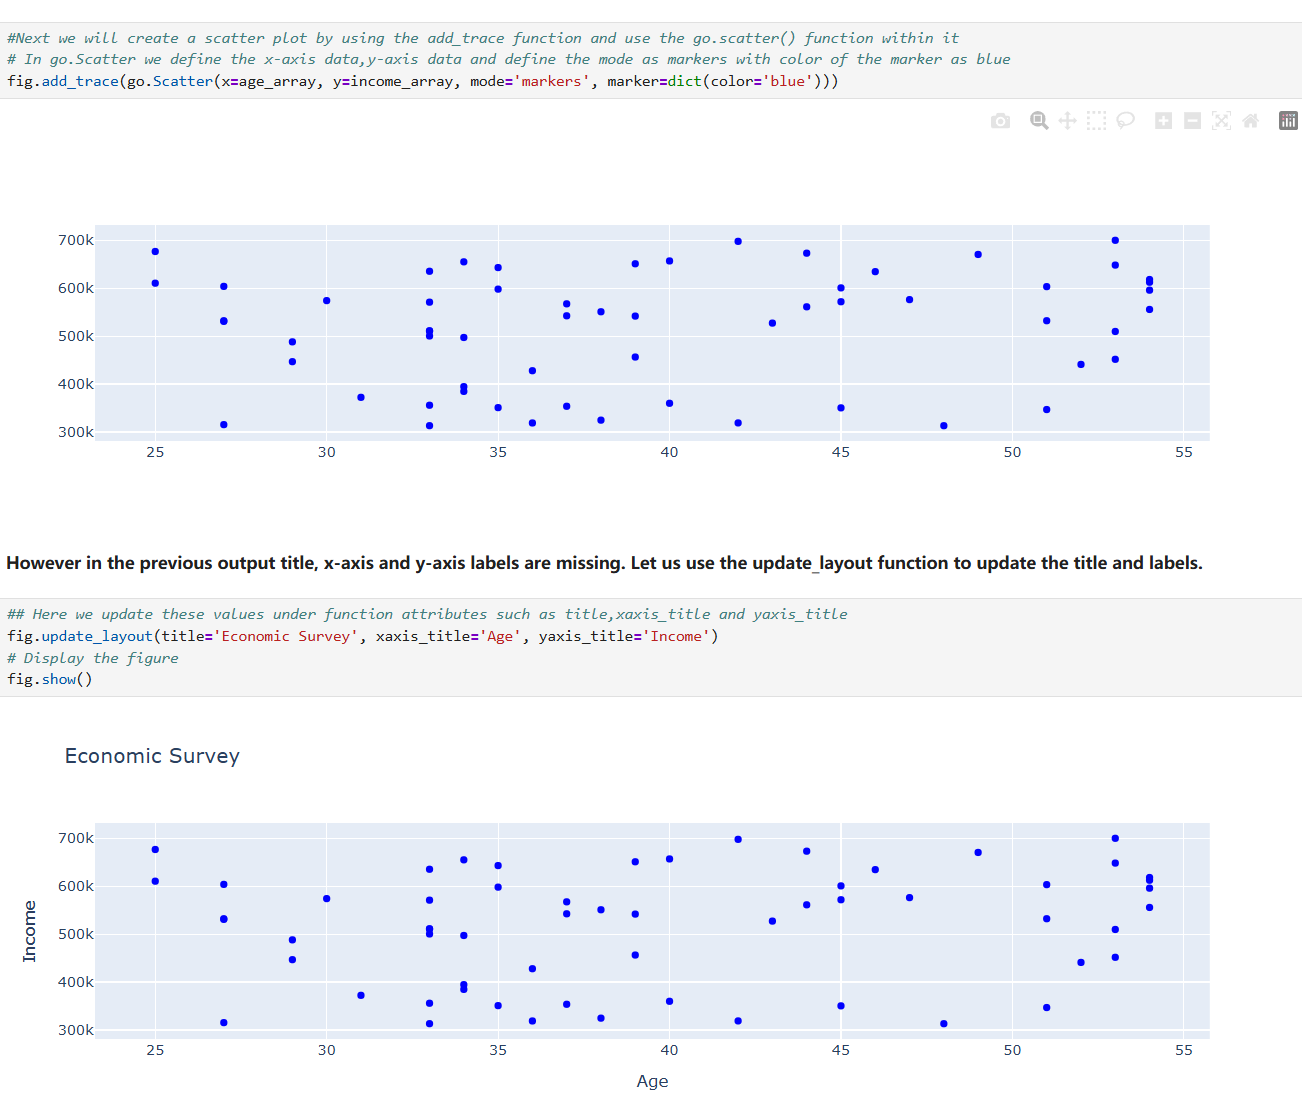 #Next we will create a scatter plot by using the add_trace function and use the go.scatter() function within it
# In go.Scatter we define the x-axis data,y-axis data and define the mode as markers with color of the marker as blue
fig.add_trace(go.Scatter(x=age_array, y=income_array, mode='markers', marker=dict(color='blue')))
700k
600k
500k
400k
300k
25 30 35 40 45 50 55
However in the previous output title, x-axis and y-axis labels are missing. Let us use the update_layout function to update the title and labels.
## Here we update these values under function attributes such as title,xaxis_title and yaxis_title
fig.update_layout(title='Economic Survey', xaxis_title='Age', yaxis_title='Income')
# Display the figure
fig.show()
Economic Survey
700k
600k
500k
400k
300k
Income
25 30 35 40 45 50 55
Age